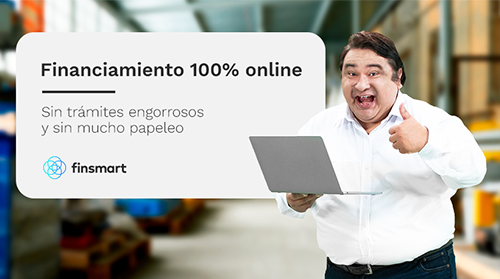 Financiamiento 100% online
Sin trámites engorrosos
y sin mucho papeleo
finsmart